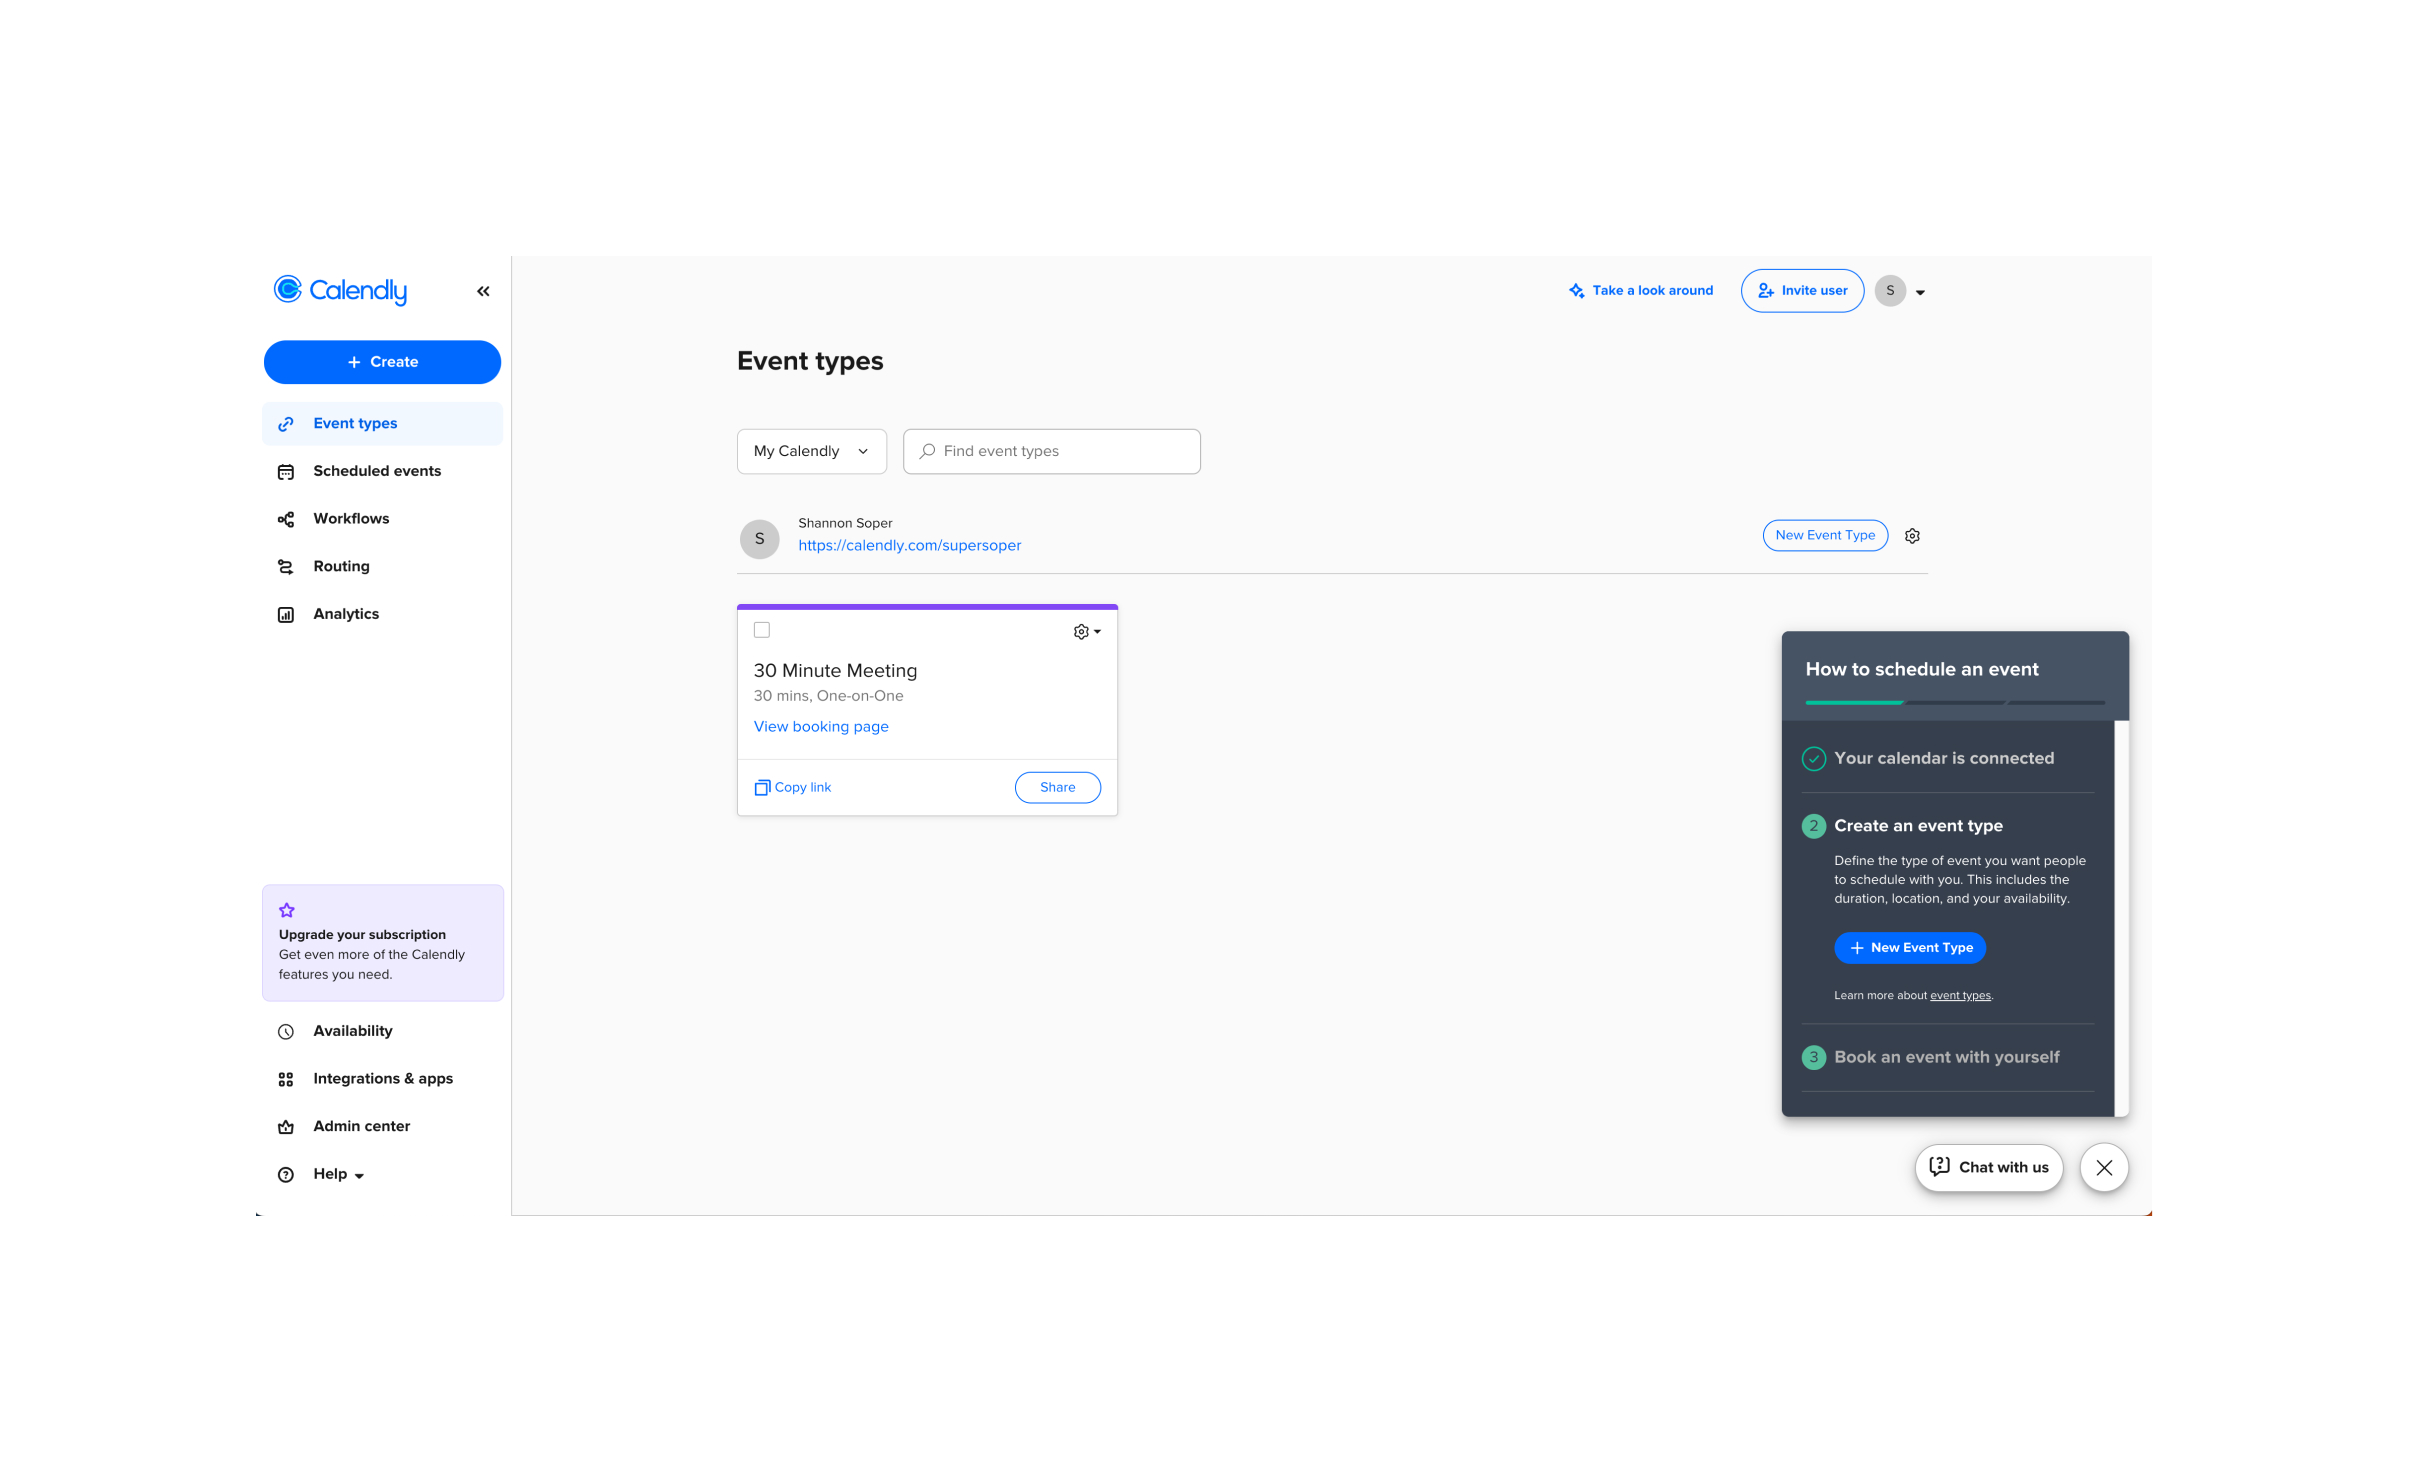 Calendly
Create
Event types
Scheduled events
Workflows
Routing
Analytics
Upgrade your subscription
Get even more of the Calendly
features you need.
Availability
Integrations & apps
Admin center
Help
Take a look around
Invite user
S
Event types
My Calendly
Find event types
S
Shannon Soper
https://calendly.com/supersoper
New Event Type
30 Minute Meeting
30 mins, One-on-One
View booking page
Copy link
Share
How to schedule an event
Your calendar is connected
2 Create an event type
Define the type of event you want people
to schedule with you. This includes the
duration, location, and your availability.
+ New Event Type
Learn more about event types.
3 Book an event with yourself
Chat with us